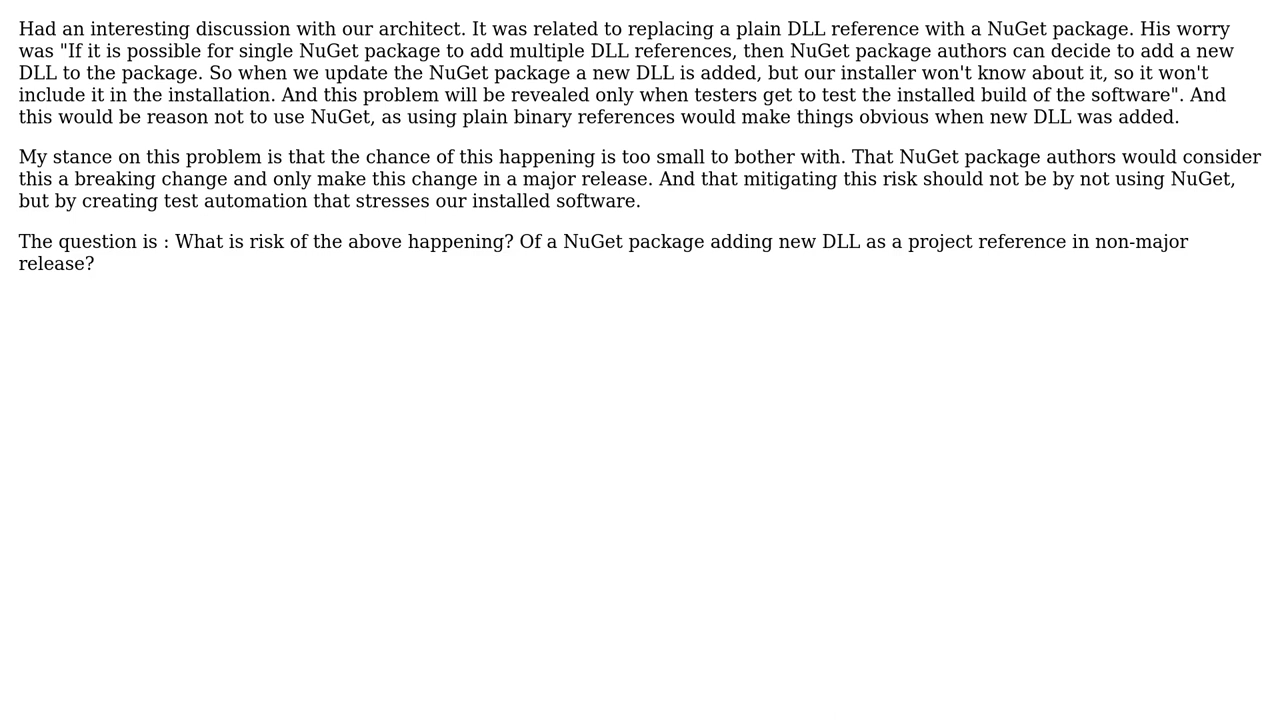 Had an interesting discussion with our architect. It was related to replacing a plain DLL reference with a NuGet package. His worry
was "If it is possible for single NuGet package to add multiple DLL references, then NuGet package authors can decide to add a new
DLL to the package. So when we update the NuGet package a new DLL is added, but our installer won't know about it, so it won't
include it in the installation. And this problem will be revealed only when testers get to test the installed build of the software". And
this would be reason not to use NuGet, as using plain binary references would make things obvious when new DLL was added.
My stance on this problem is that the chance of this happening is too small to bother with. That NuGet package authors would consider
this a breaking change and only make this change in a major release. And that mitigating this risk should not be by not using NuGet,
but by creating test automation that stresses our installed software.
The question is : What is risk of the above happening? Of a NuGet package adding new DLL as a project reference in non-major
release?